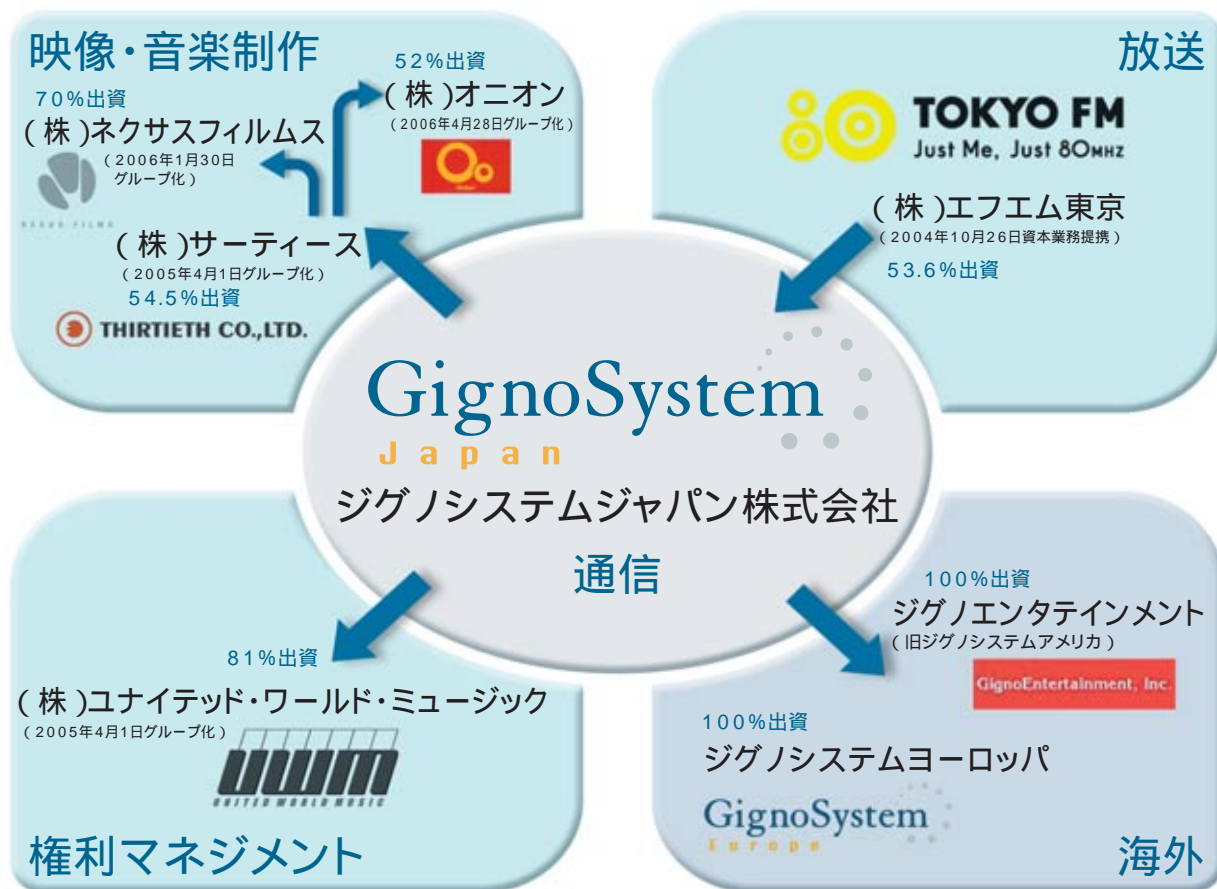 映像・音楽制作
52%出資
(株)オニオン
(2006年4月28日グループ化)
70%出資
(株)ネクサスフィルムス
(2006年1月30日
グループ化)
NEXUS FILMS
(株)サーティース
(2005年4月1日グループ化)
54.5%出資
THIRTIETH CO.,LTD.
放送
TOKYO FM
Just Me, Just 80MHZ
(株)エフエム東京
(2004年10月26日資本業務提携)
53.6%出資
GignoSystem
Japan
ジグノシステムジャパン株式会社
通信
81%出資
(株)ユナイテッド・ワールド・ミュージック
(2005年4月1日グループ化)
uwm
UNITED WORLD MUSIC
権利マネジメント
100%出資
ジグノエンタテインメント
(旧ジグノシステムアメリカ)
GignoEntertainment, Inc.
100%出資
ジグノシステムヨーロッパ
GignoSystem
Europe
海外